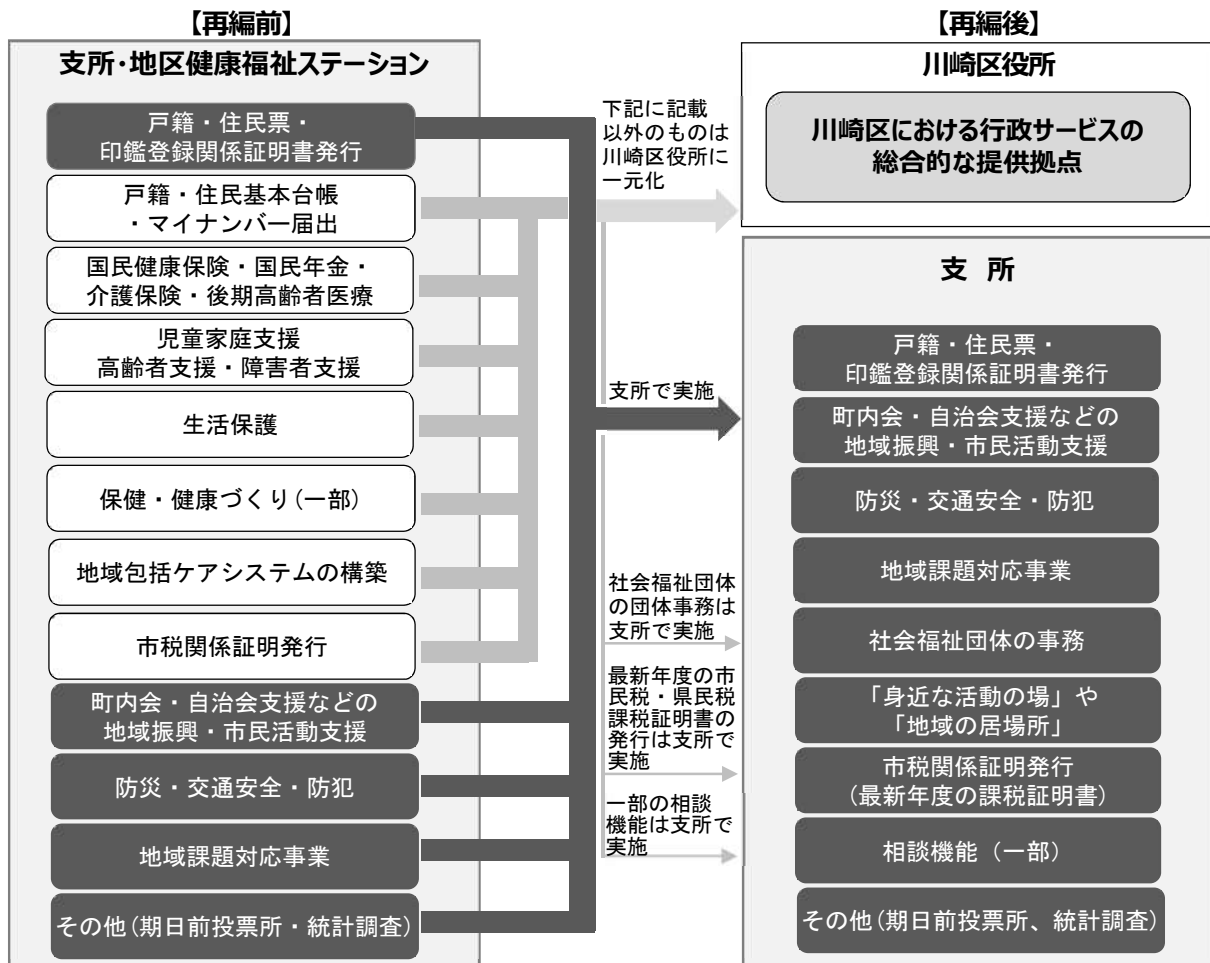 【再編前】
支所・地区健康福祉ステーション
戸籍・住民票・
印鑑登録関係証明書発行
戸籍・住民基本台帳
・マイナンバー届出
国民健康保険・国民年金・
介護保険・後期高齢者医療
児童家庭支援
高齢者支援・障害者支援
生活保護
保健・健康づくり(一部)
地域包括ケアシステムの構築
市税関係証明発行
町内会・自治会支援などの
地域振興・市民活動支援
防災・交通安全・防犯
地域課題対応事業
その他(期日前投票所・統計調査)
下記に記載
以外のものは
川崎区役所に
一元化
支所で実施
社会福祉団体
の団体事務は
支所で実施
最新年度の市
民税・県民税
課税証明書の
発行は支所で
実施
一部の相談
機能は支所で
実施
【再編後】
川崎区役所
川崎区における行政サービスの
総合的な提供拠点
支 所
戸籍・住民票・
印鑑登録関係証明書発行
町内会・自治会支援などの
地域振興・市民活動支援
防災・交通安全・防犯
地域課題対応事業
社会福祉団体の事務
「身近な活動の場」や
「地域の居場所」
市税関係証明発行
(最新年度の課税証明書)
相談機能(一部)
その他(期日前投票所、統計調査)